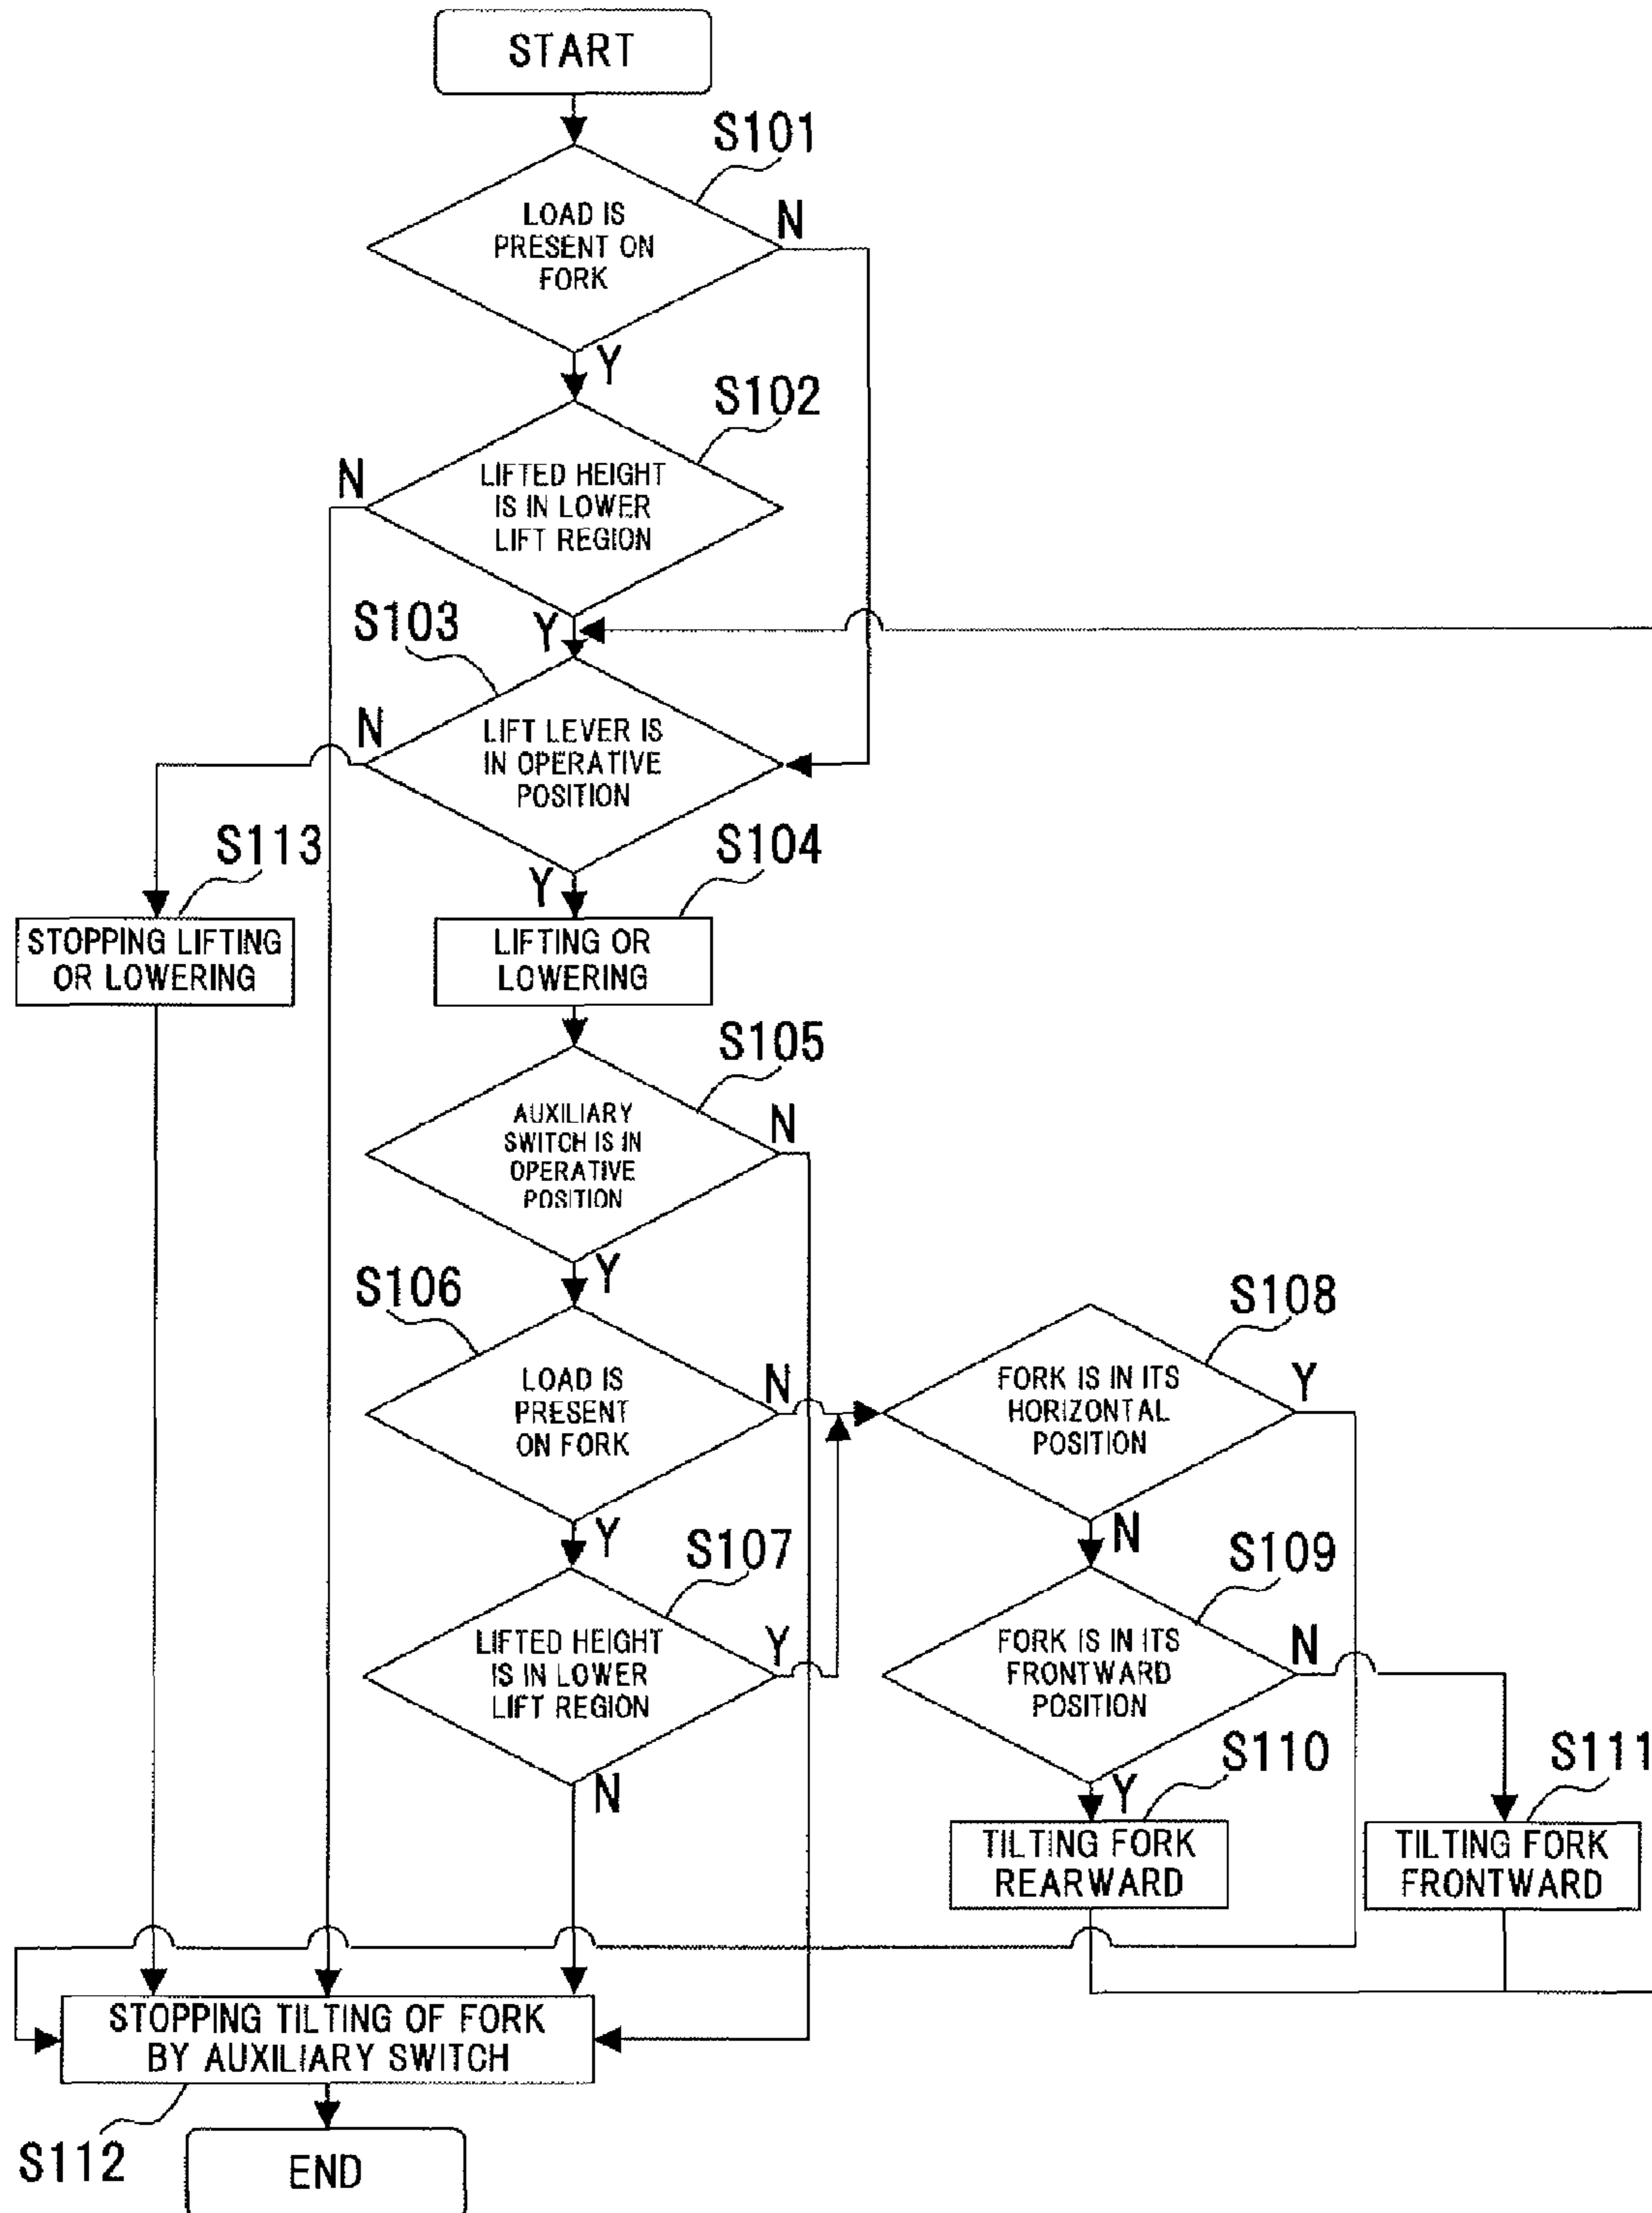 START
S101
LOAD IS
PRESENT ON
FORK
N
Y
S102
LIFTED HEIGHT
IS IN LOWER
LIFT REGION
N
Y
S103
LIFT LEVER IS
IN OPERATIVE
POSITION
N
Y
S113
STOPPING LIFTING
OR LOWERING
S104
LIFTING OR
LOWERING
S105
AUXILIARY
SWITCH IS IN
OPERATIVE
POSITION
N
Y
S106
LOAD IS
PRESENT
ON FORK
N
Y
S108
FORK IS IN ITS
HORIZONTAL
POSITION
Y
N
S107
LIFTED HEIGHT
IS IN LOWER
LIFT REGION
Y
N
S109
FORK IS IN ITS
FRONTWARD
POSITION
N
Y
S110
TILTING FORK
REARWARD
S111
TILTING FORK
FRONTWARD
STOPPING TILTING OF FORK
BY AUXILIARY SWITCH
S112
END